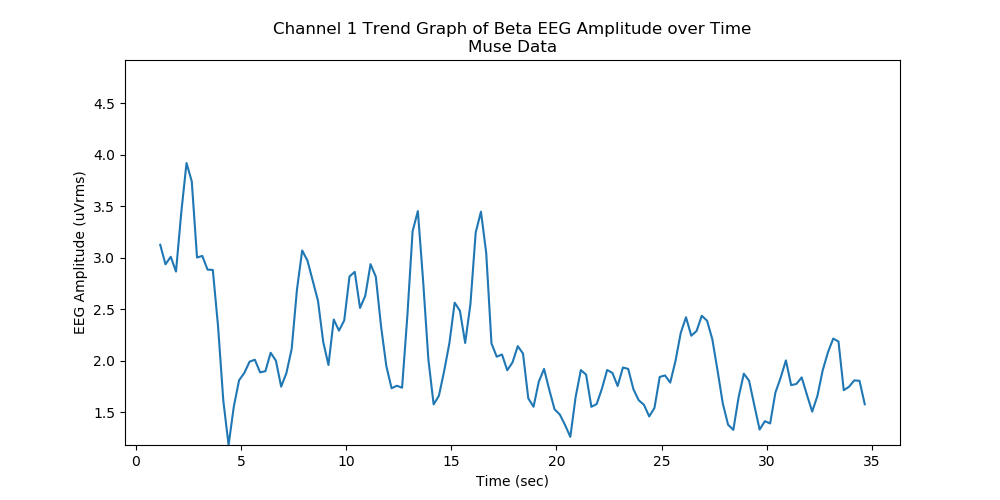 Channel 1 Trend Graph of Beta EEG Amplitude over Time
Muse Data
4.5
4.0
3.5
3.0
2.5
2.0
1.5
EEG Amplitude (uVrms)
0 5 10 15 20 25 30 35
Time (sec)